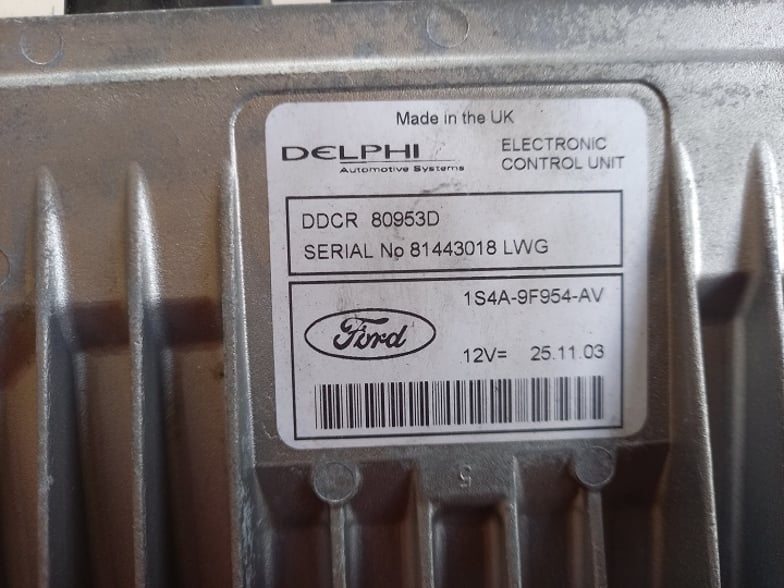 Made in the UK
DELPHI
Automotive Systems
ELECTRONIC
CONTROL UNIT
DDCR 80953D
SERIAL No 81443018 LWG
1S4A-9F954-AV
Ford
12V= 25.11.03
5